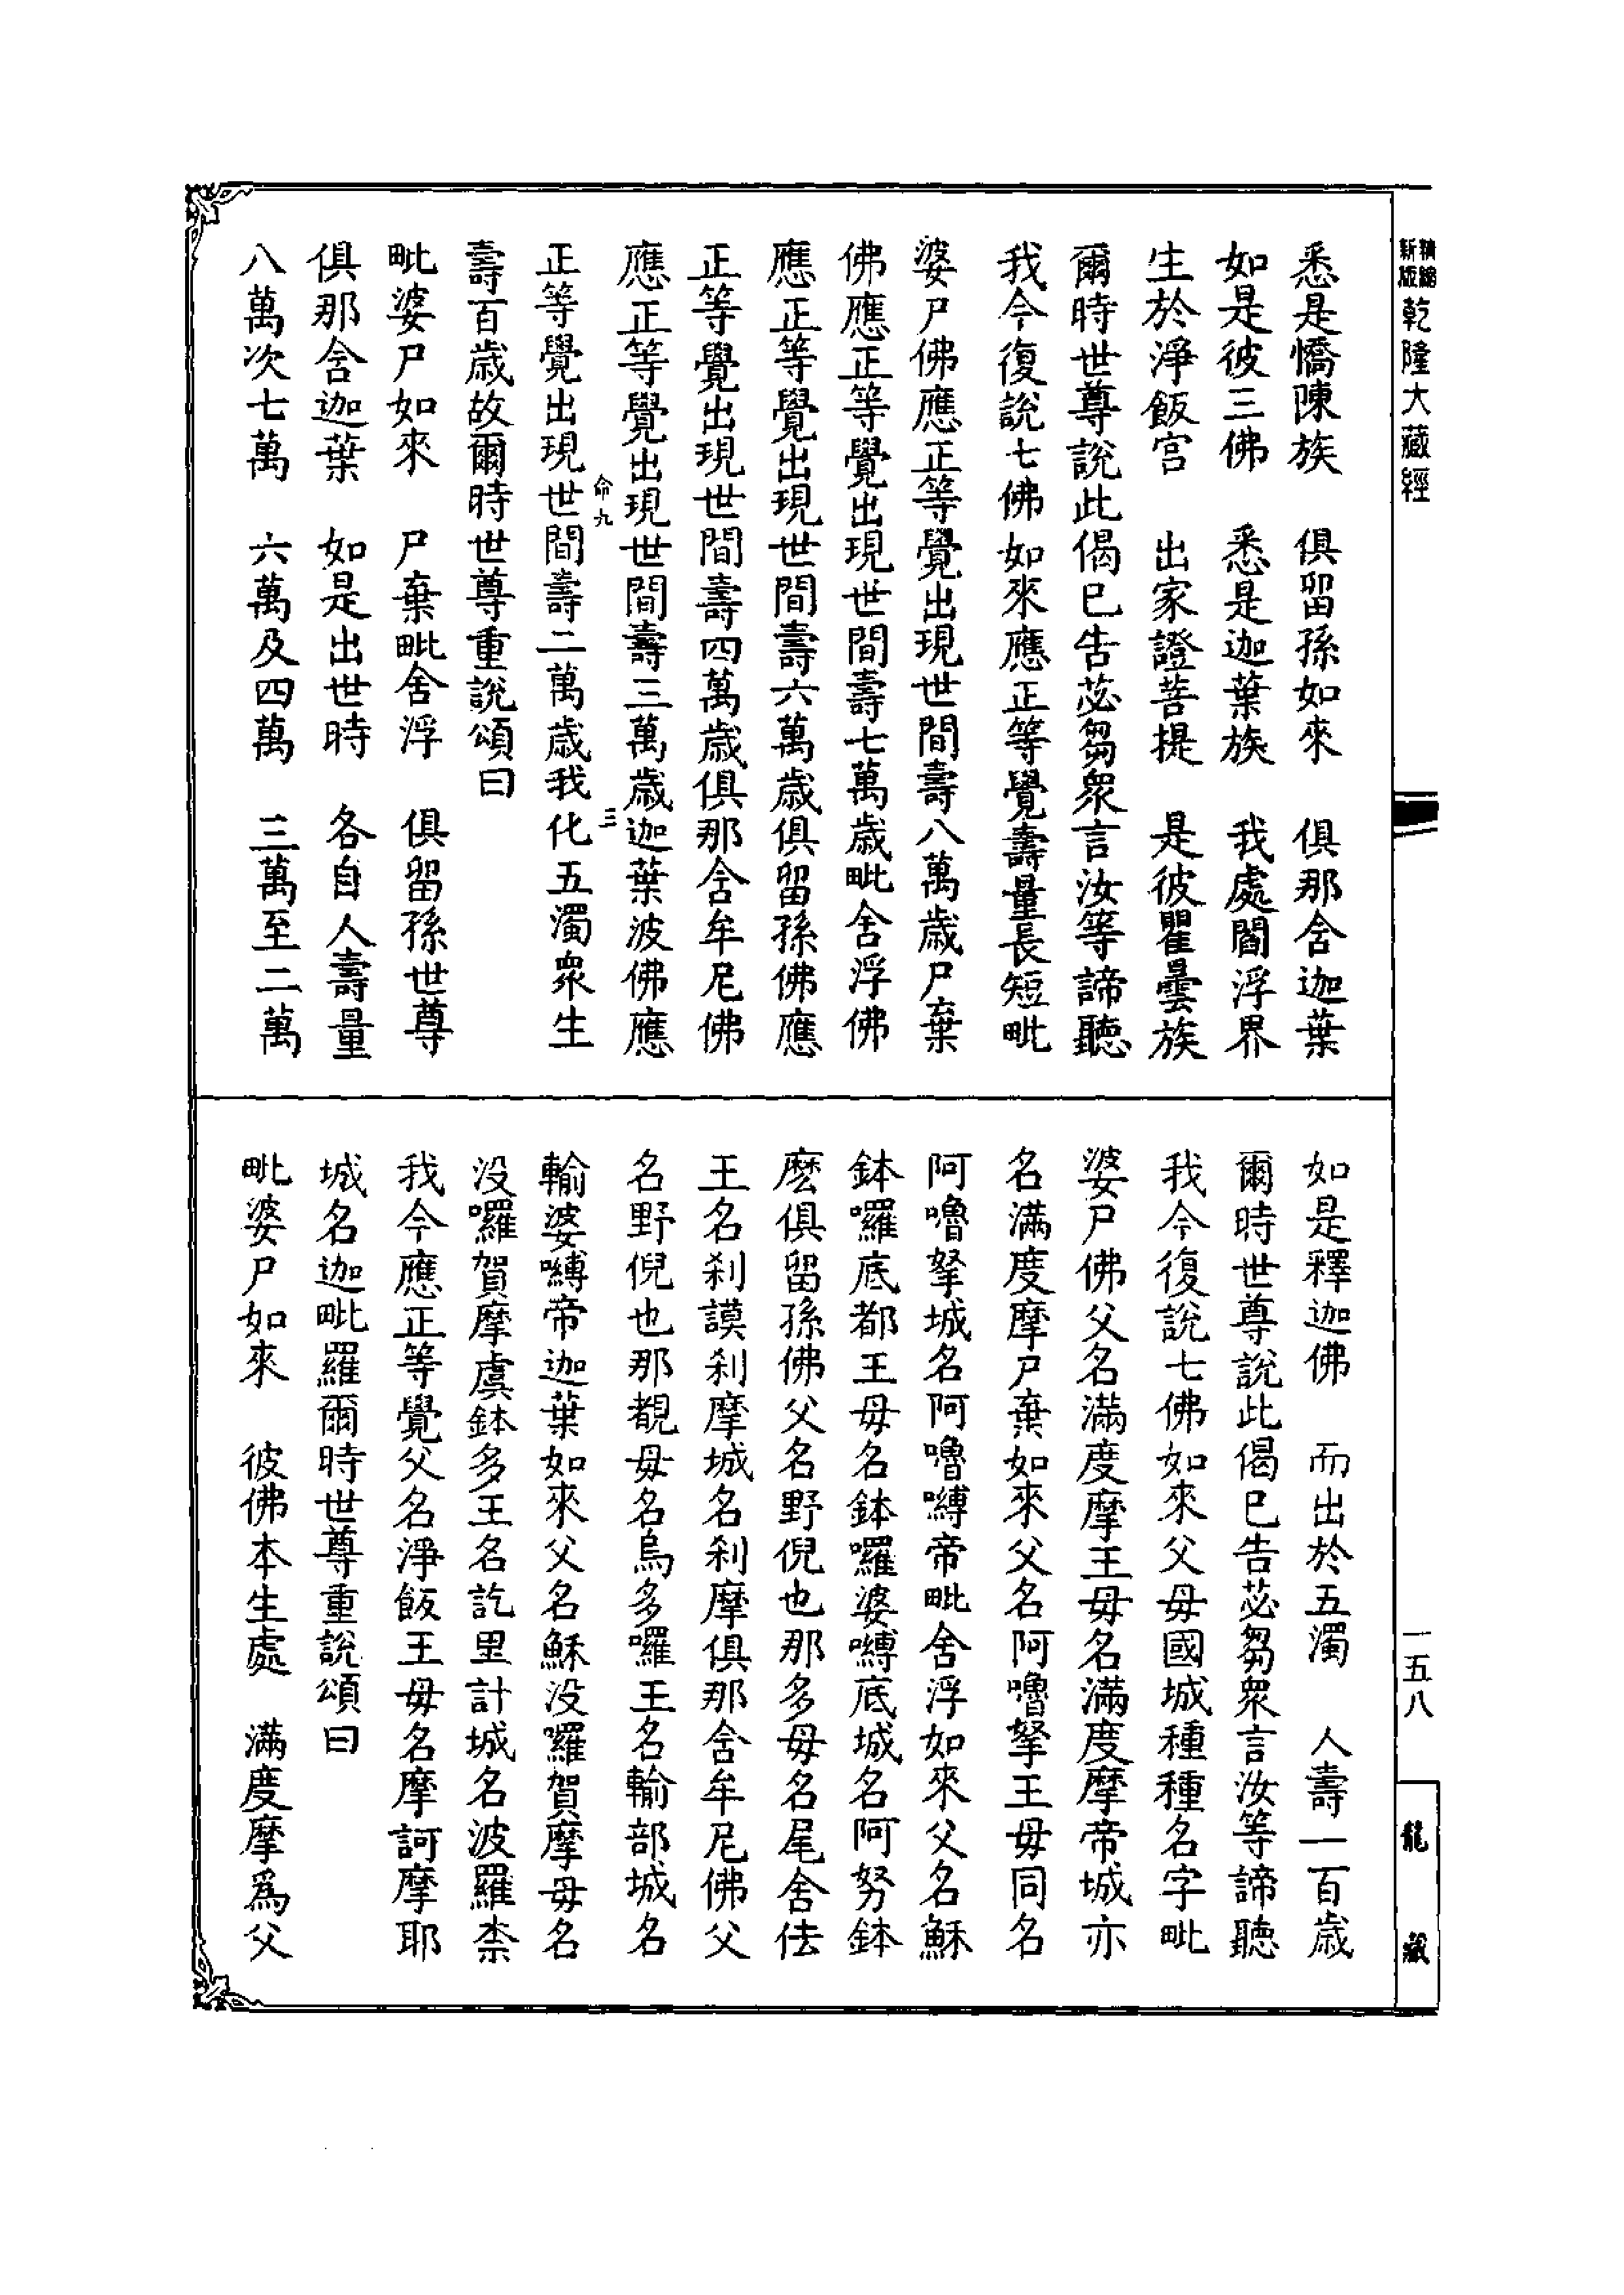 精縮
新版
乾隆大藏經
悉是憍陳族　俱留孫如來　俱那含迦葉
如是彼三佛　悉是迦葉族　我處閻浮界
生於淨飯宮　出家證菩提　是彼瞿曇族
爾時世尊說此偈已告苾芻眾言汝等諦聽
我今復說七佛如來應正等覺壽量長短毗
婆尸佛應正等覺出現世間壽八萬歲尸棄
佛應正等覺出現世間壽七萬歲毗舍浮佛
應正等覺出現世間壽六萬歲俱留孫佛應
正等覺出現世間壽四萬歲俱那含牟尼佛
應正等覺出現世間壽三萬歲迦葉波佛應
命九　三
正等覺出現世間壽二萬歲我化五濁眾生
壽百歲故爾時世尊重說頌曰
毗婆尸如來　尸棄毗舍浮　俱留孫世尊
俱那含迦葉　如是出世時　各自人壽量
八萬次七萬　六萬及四萬　三萬至二萬
如是釋迦佛　而出於五濁　人壽一百歲
爾時世尊說此偈已告苾芻眾言汝等諦聽
我今復說七佛如來父母國城種種名字毗
婆尸佛父名滿度摩王母名滿度摩帝城亦
名滿度摩尸棄如來父名阿嚕拏王母同名
阿嚕拏城名阿嚕嚩帝毗舍浮如來父名穌
鉢囉底都王母名鉢囉婆嚩底城名阿努鉢
麽俱留孫佛父名野倪也那多母名尾舍佉
王名剎謨剎摩城名剎摩俱那含牟尼佛父
名野倪也那覩母名烏多囉王名輸部城名
輸婆嚩帝迦葉如來父名穌沒囉賀摩母名
沒囉賀摩虞鉢多王名訖里計城名波羅柰
我今應正等覺父名淨飯王母名摩訶摩耶
城名迦毗羅爾時世尊重說頌曰
毗婆尸如來　彼佛本生處　滿度摩爲父
一五八
龍藏